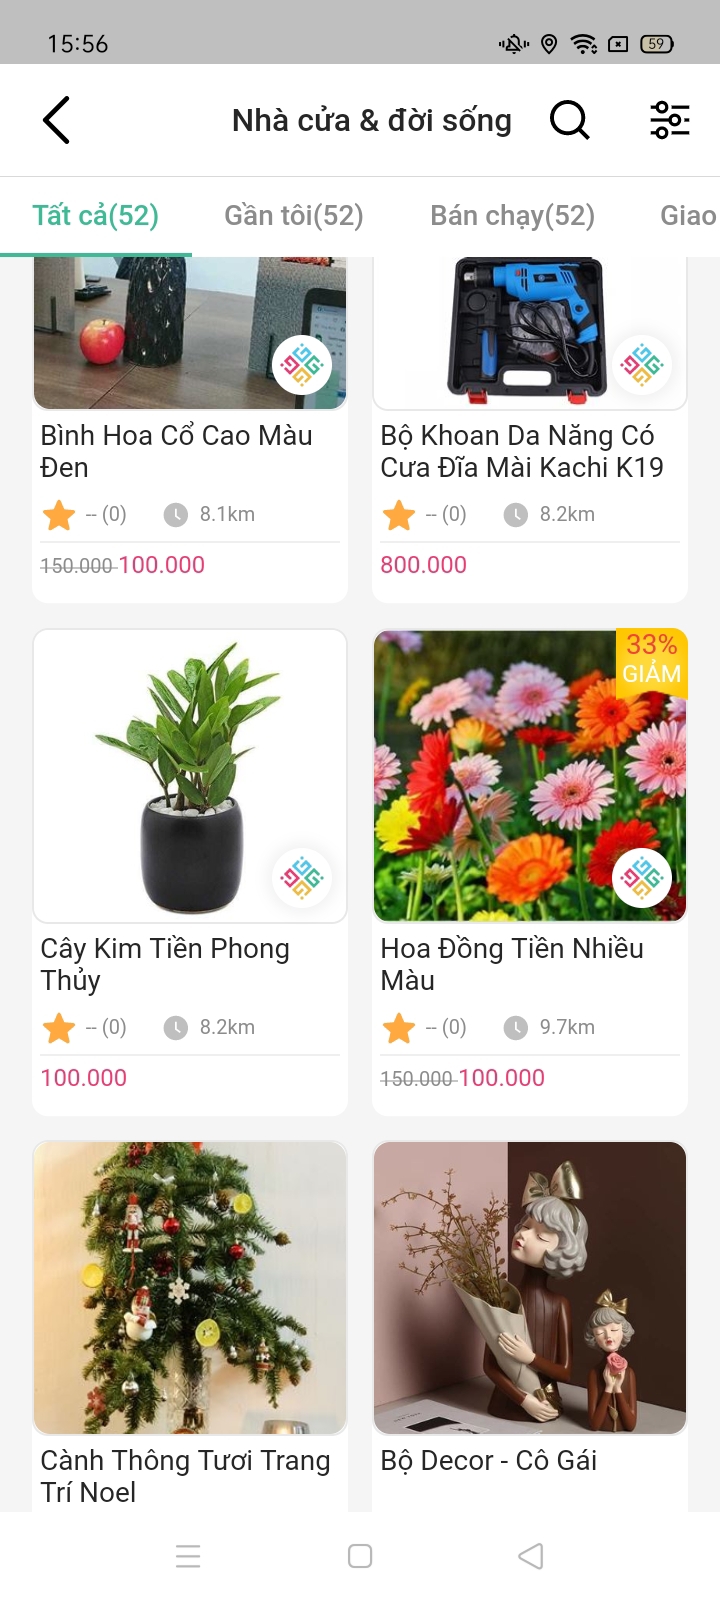 15:56
59
Nhà cửa & đời sống
Tất cả(52)
Gần tôi(52)
Bán chạy(52)
Giao
Bình Hoa Cổ Cao Màu
Đen
-- (0)
8.1km
150.000 100.000
Bộ Khoan Da Năng Có
Cưa Đĩa Mài Kachi K19
-- (0)
8.2km
800.000
Cây Kim Tiền Phong
Thủy
-- (0)
8.2km
100.000
33%
GIẢM
Hoa Đồng Tiền Nhiều
Màu
-- (0)
9.7km
150.000 100.000
Cành Thông Tươi Trang
Trí Noel
Bộ Decor - Cô Gái